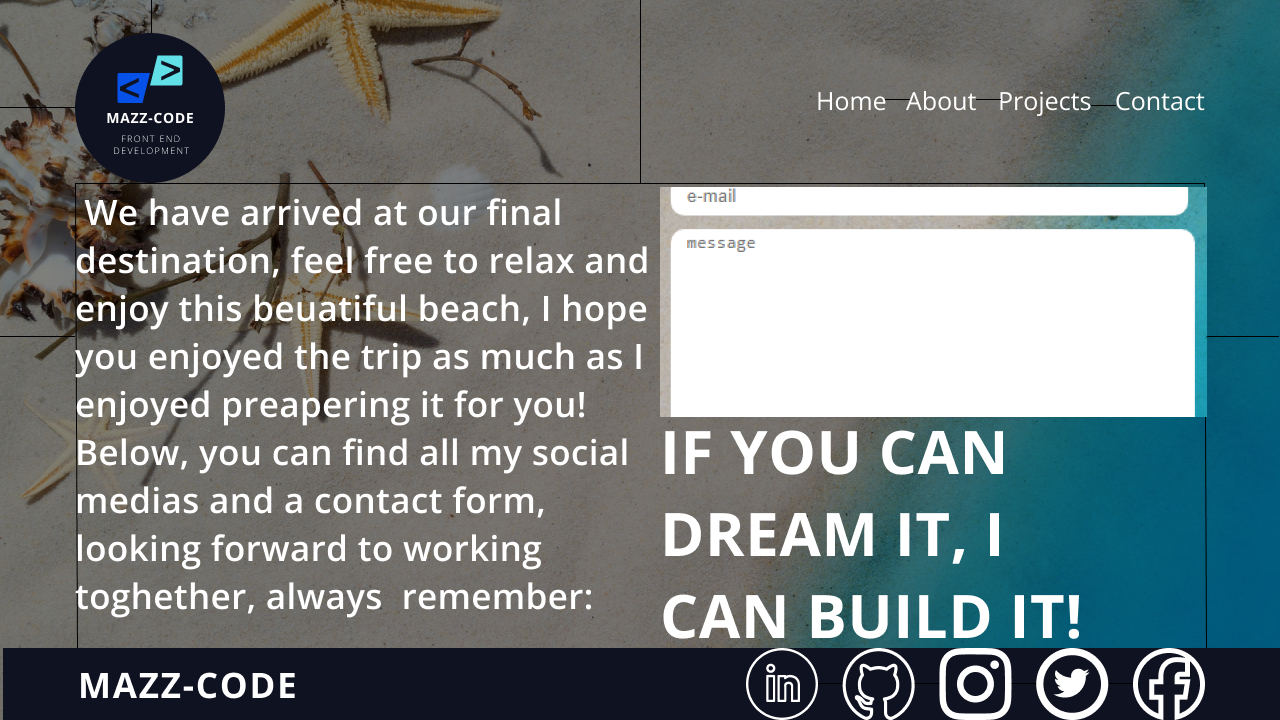 < >
MAZZ-CODE
FRONT END
DEVELOPMENT
Home About Projects Contact
We have arrived at our final
destination, feel free to relax and
enjoy this beuatiful beach, I hope
you enjoyed the trip as much as I
enjoyed preapering it for you!
Below, you can find all my social
medias and a contact form,
looking forward to working
toghether, always  remember:
e-mail
message
IF YOU CAN
DREAM IT, I
CAN BUILD IT!
MAZZ-CODE
in